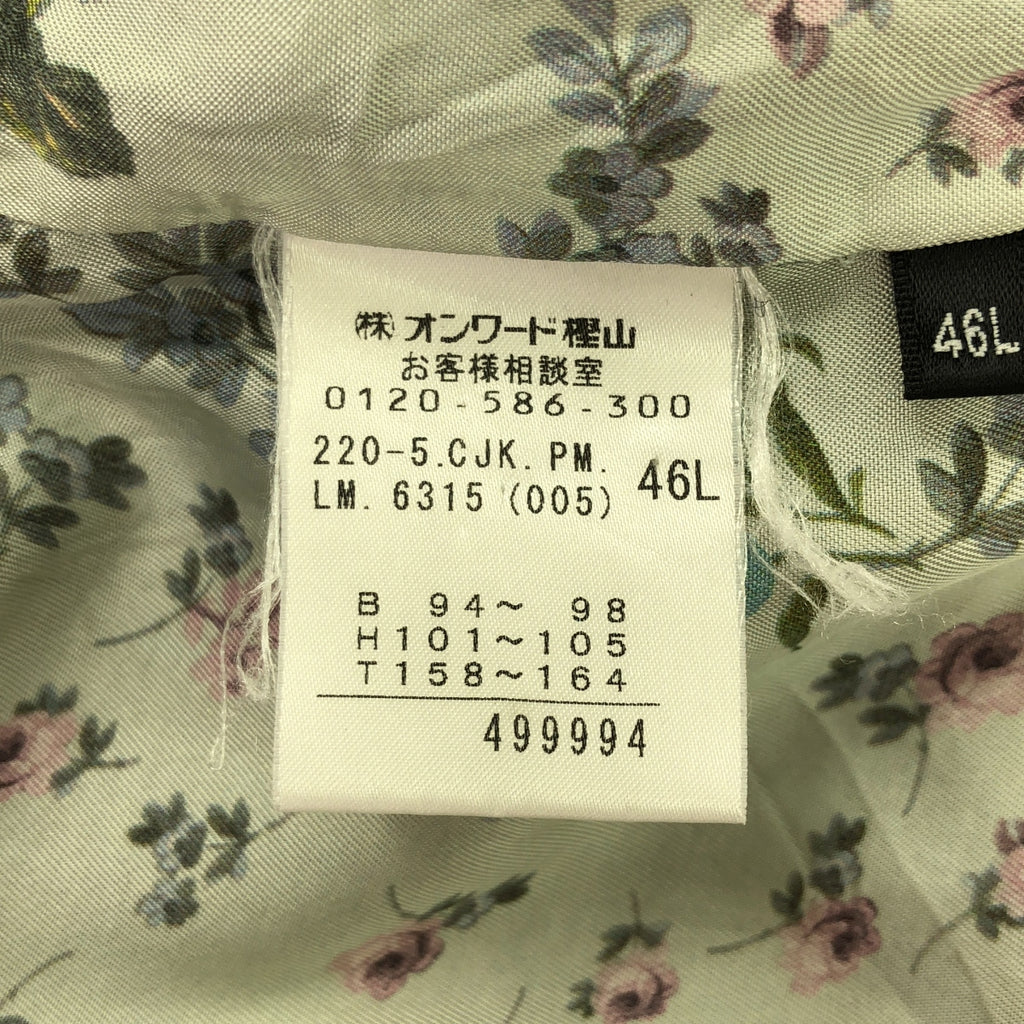 ㈱オンワード樫山
お客様相談室
0120-586-300
220-5.CJK.PM.
LM.6315(005)
46L
B 94～ 98
H101～105
T158～164
499994
46L